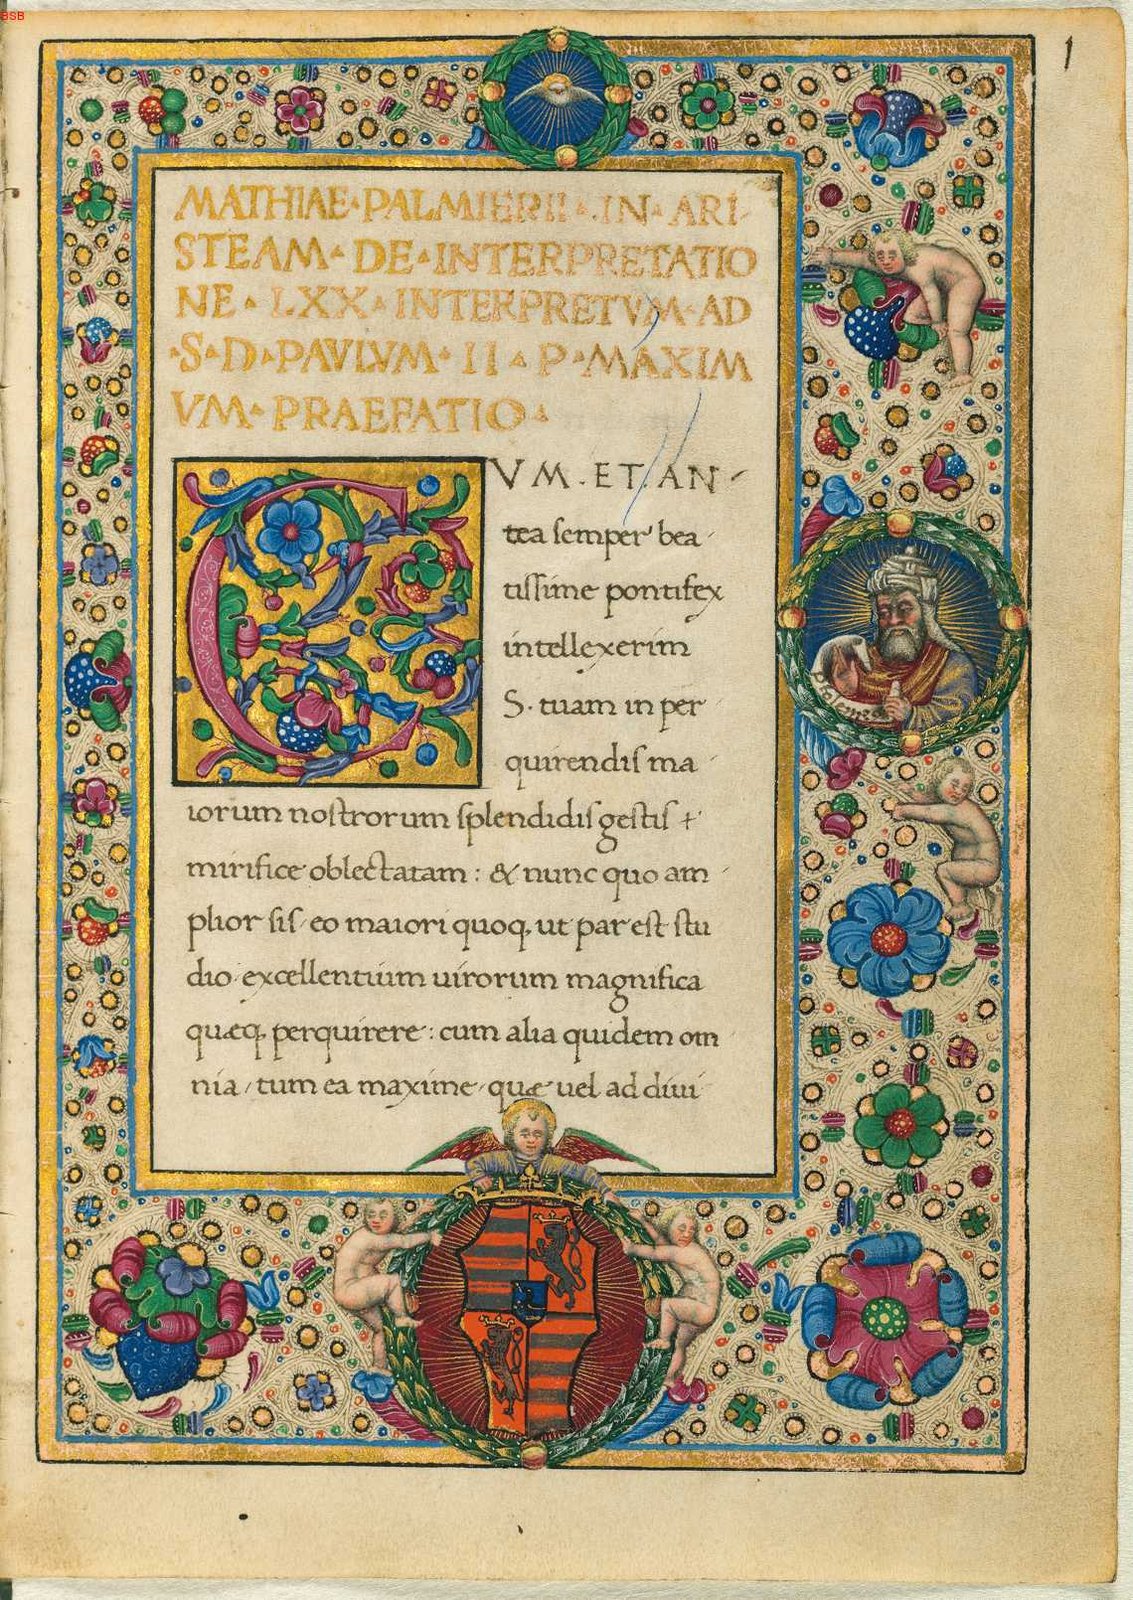 BSB
1
MATHIAE·PALMIERII·IN·ARI-
STEAM·DE·INTERPRETATIO
NE·LXX·INTERPRETVM·AD
·S·D·PAVLVM·II·P·MAXIM
VM·PRAEFATIO·
CVM·ET·AN-
tea semper bea-
tissime pontifex
intellexerim
S. tuam in per
quirendis ma
iorum nostrorum splendidis gestis +
mirifice oblectatam: & nunc quo am
plior sis eo maiori quoq, ut par est stu
dio excellentium uirorum magnifica
quæq, perquirere: cum alia quidem om
nia / tum ea maxime quæ uel ad diui